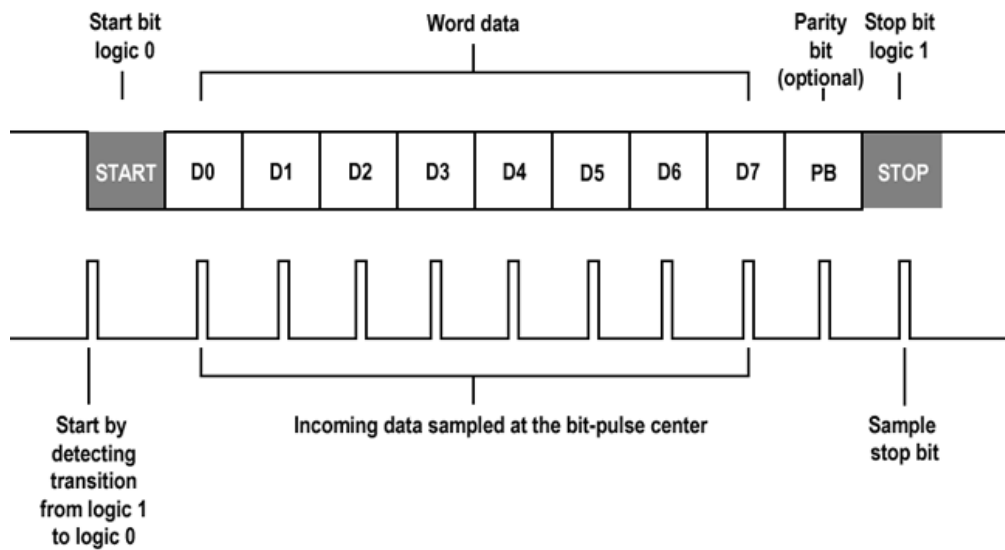 Start bit
logic 0
Word data
Parity
bit
(optional)
Stop bit
logic 1
START D0 D1 D2 D3 D4 D5 D6 D7 PB STOP
Start by
detecting
transition
from logic 1
to logic 0
Incoming data sampled at the bit-pulse center
Sample
stop bit